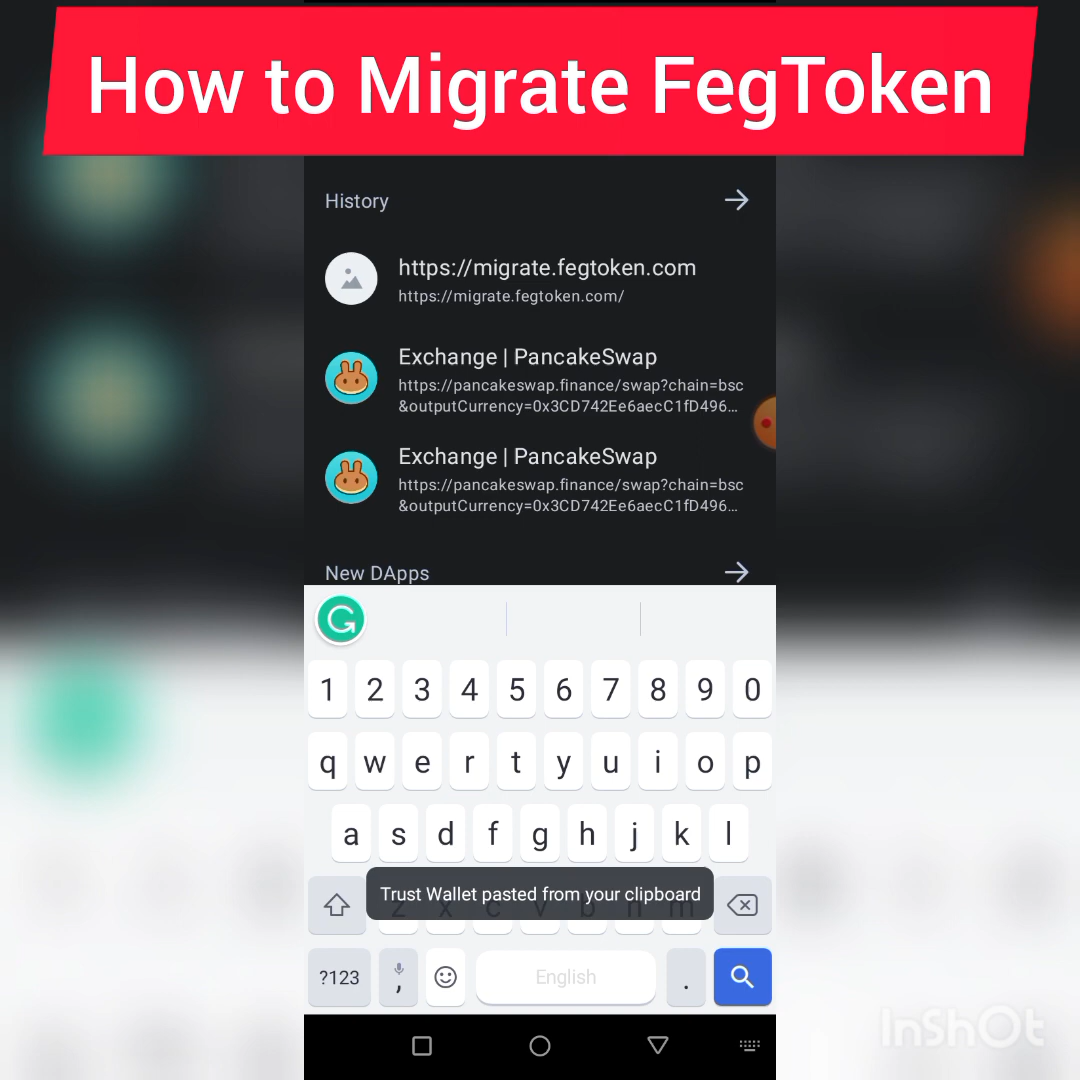 How to Migrate FegToken
History
https://migrate.fegtoken.com
https://migrate.fegtoken.com/
Exchange | PancakeSwap
https://pancakeswap.finance/swap?chain=bsc
&outputCurrency=0x3CD742Ee6aecC1fD496…
Exchange | PancakeSwap
https://pancakeswap.finance/swap?chain=bsc
&outputCurrency=0x3CD742Ee6aecC1fD496…
New DApps
1 2 3 4 5 6 7 8 9 0
q w e r t y u i o p
a s d f g h j k l
z x c v b n m
Trust Wallet pasted from your clipboard
?123 , English .
InShOt